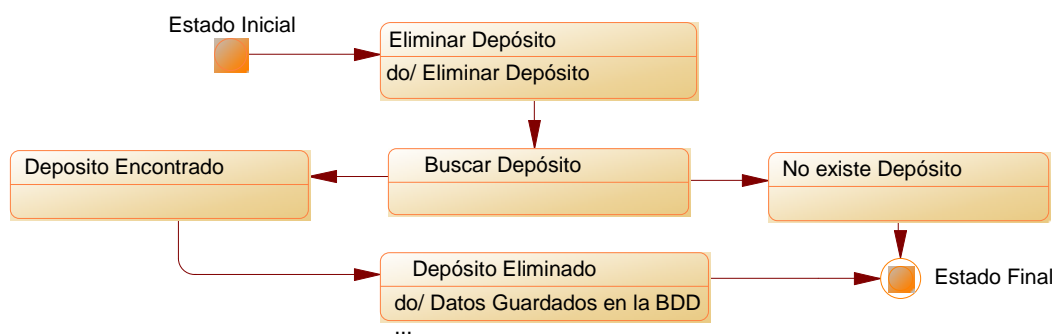 Estado Inicial
Eliminar Depósito
do/ Eliminar Depósito
Deposito Encontrado
Buscar Depósito
No existe Depósito
Depósito Eliminado
do/ Datos Guardados en la BDD
...
Estado Final